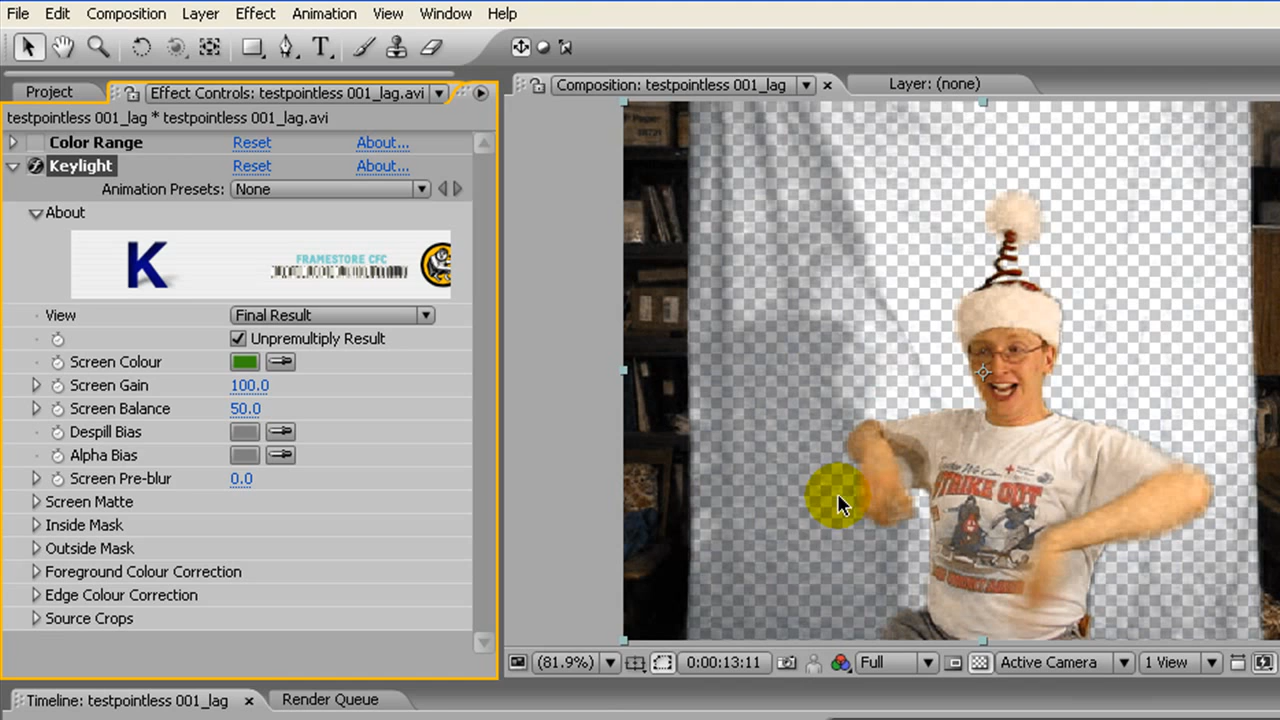 File Edit Composition Layer Effect Animation View Window Help
T
Project Effect Controls: testpointless 001_lag.avi
Composition: testpointless 001_lag Layer: (none)
testpointless 001_lag * testpointless 001_lag.avi
Color Range Reset About...
Keylight Reset About...
Animation Presets: None
About
K
FRAMESTORE CFC
View Final Result
Unpremultiply Result
Screen Colour
Screen Gain 100.0
Screen Balance 50.0
Despill Bias
Alpha Bias
Screen Pre-blur 0.0
Screen Matte
Inside Mask
Outside Mask
Foreground Colour Correction
Edge Colour Correction
Source Crops
STRIKE OUT
(81.9%) 0:00:13:11 Full Active Camera 1 View
Timeline: testpointless 001_lag Render Queue